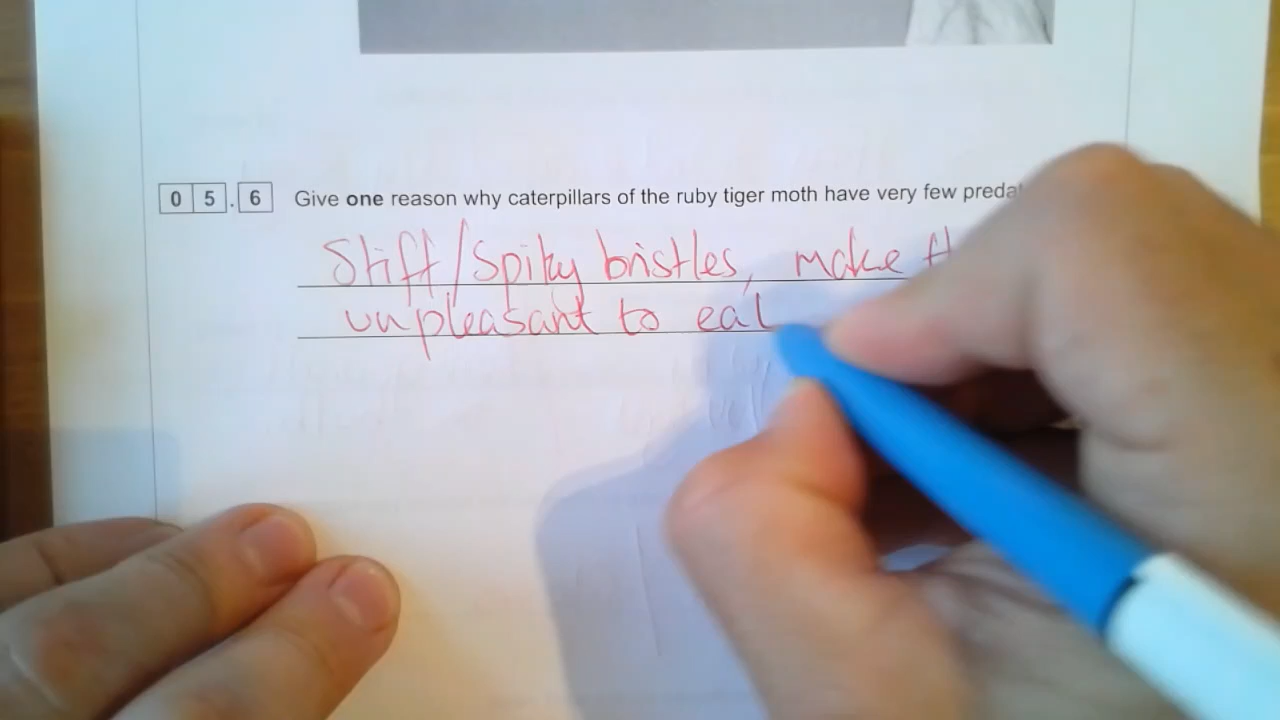 05.6 Give one reason why caterpillars of the ruby tiger moth have very few
Stiff/Spiky bristles, make
unpleasant to eat